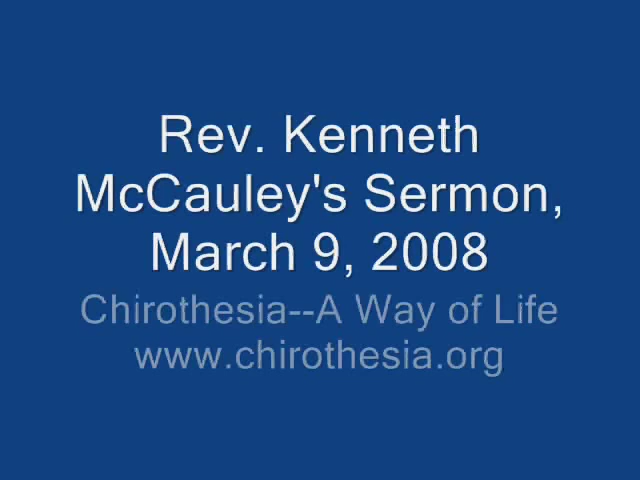 Rev. Kenneth
McCauley's Sermon,
March 9, 2008
Chirothesia--A Way of Life
www.chirothesia.org